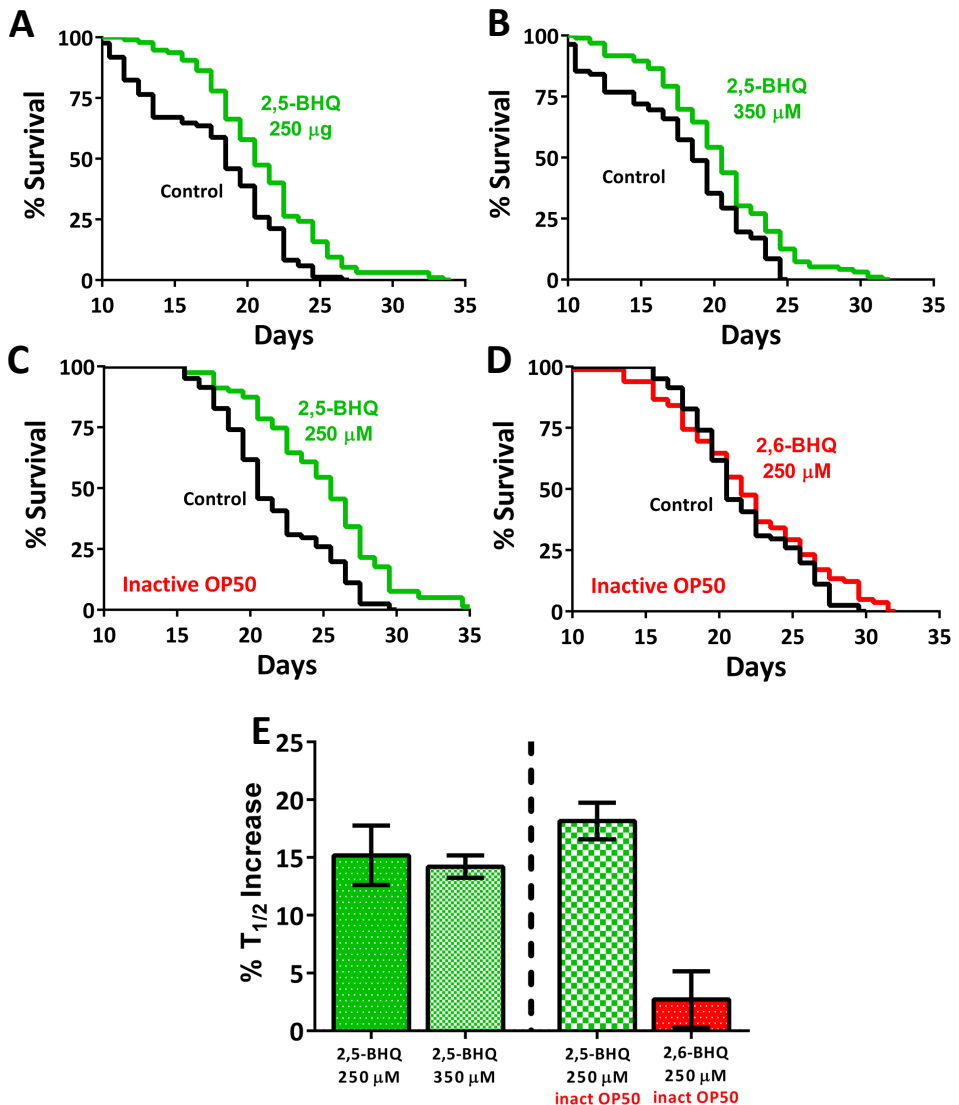 A
% Survival
100
75
50
25
0
2,5-BHQ
250 μg
Control
10 15 20 25 30 35
Days
B
% Survival
100
75
50
25
0
2,5-BHQ
350 μM
Control
10 15 20 25 30 35
Days
C
% Survival
100
75
50
25
0
2,5-BHQ
250 μM
Control
Inactive OP50
10 15 20 25 30 35
Days
D
% Survival
100
75
50
25
0
2,6-BHQ
250 μM
Control
Inactive OP50
10 15 20 25 30 35
Days
E
% T1/2 Increase
25
20
15
10
5
0
2,5-BHQ
250 μM
2,5-BHQ
350 μM
2,5-BHQ
250 μM
inact OP50
2,6-BHQ
250 μM
inact OP50